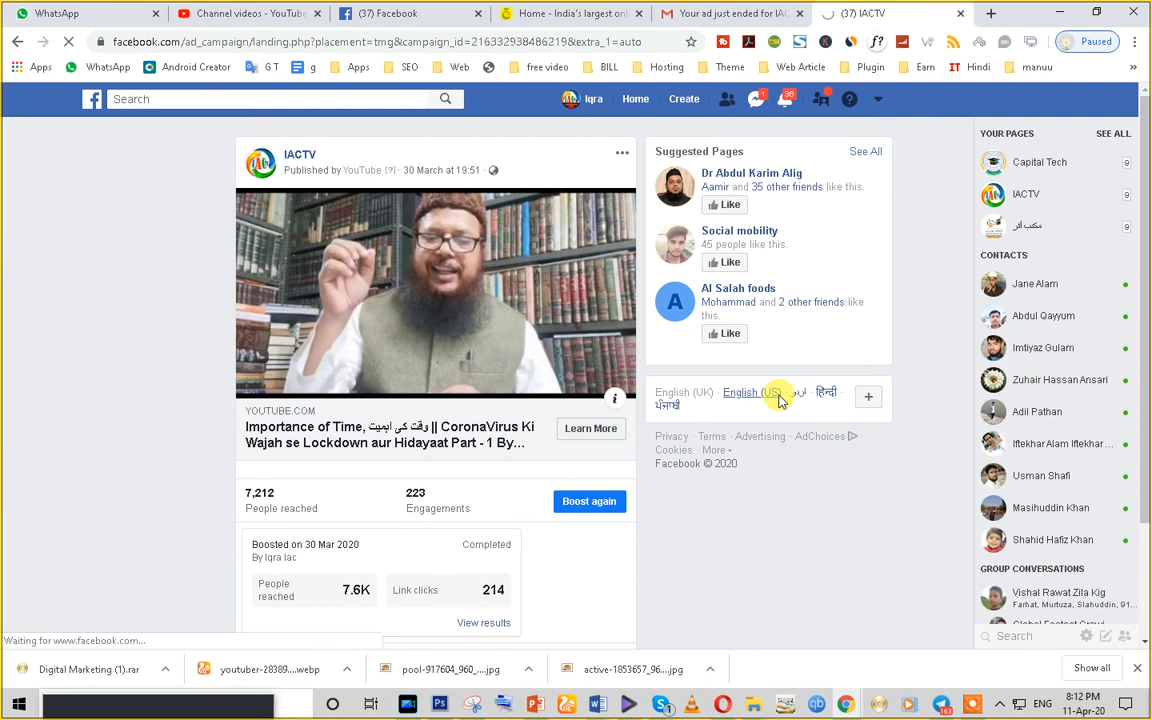 WhatsApp
Channel videos - YouTube
(37) Facebook
Home - India's largest onl
Your ad just ended for IAC
(37) IACTV
facebook.com/ad_campaign/landing.php?placement=tmg&campaign_id=216332938486219&extra_1=auto
Paused
Apps
WhatsApp
Android Creator
G T
g
Apps
SEO
Web
free video
BILL
Hosting
Theme
Web Article
Plugin
Earn
IT Hindi
manuu
Search
Iqra
Home
Create
1
36
IACTV
Published by YouTube [?] · 30 March at 19:51 ·
YOUTUBE.COM
Importance of Time, وقت کی اہمیت || CoronaVirus Ki
Wajah se Lockdown aur Hidayaat Part - 1 By...
Learn More
7,212
People reached
223
Engagements
Boost again
Boosted on 30 Mar 2020
Completed
By Iqra Iac
People
reached
7.6K
Link clicks
214
View results
Suggested Pages
See All
Dr Abdul Karim Alig
Aamir and 35 other friends like this.
Like
Social mobility
45 people like this.
Like
A
Al Salah foods
Mohammad and 2 other friends like
this.
Like
English (UK) · English (US) · اردو · हिन्दी ·
ਪੰਜਾਬੀ
Privacy · Terms · Advertising · AdChoices ·
Cookies · More
Facebook © 2020
YOUR PAGES
SEE ALL
Capital Tech
9
IACTV
9
9
CONTACTS
Jane Alam
Abdul Qayyum
Imtiyaz Gulam
Zuhair Hassan Ansari
Adil Pathan
Iftekhar Alam Iftekhar ...
Usman Shafi
Masihuddin Khan
Shahid Hafiz Khan
GROUP CONVERSATIONS
Vishal Rawat Zila Kig
Farhat, Murtuza, Slahuddin, 91...
Search
Waiting for www.facebook.com...
Digital Marketing (1).rar
youtuber-28389....webp
pool-917604_960_...jpg
active-1853657_96....jpg
Show all
ENG
8:12 PM
11-Apr-20
163